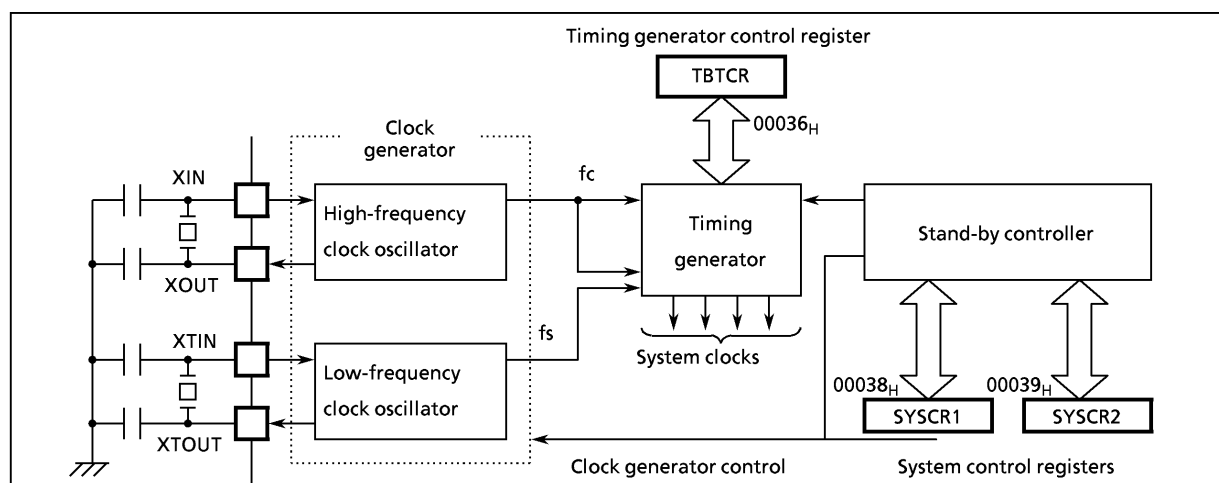 Timing generator control register
TBTCR
00036H
Clock
generator
XIN
High-frequency
clock oscillator
XOUT
fc
Timing
generator
Stand-by controller
XTIN
Low-frequency
clock oscillator
XTOUT
fs
System clocks
00038H
SYSCR1
00039H
SYSCR2
Clock generator control
System control registers